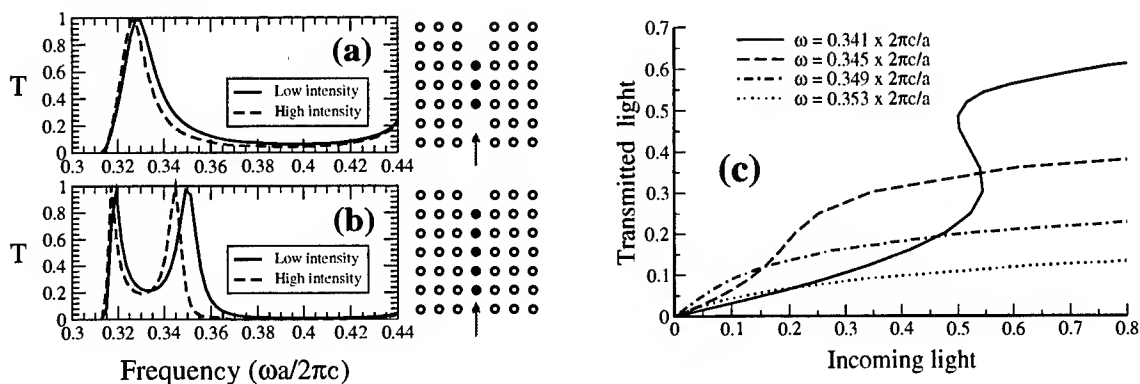 (a)
T
1
0.8
0.6
0.4
0.2
0
Low intensity
High intensity
0.3 0.32 0.34 0.36 0.38 0.40 0.42 0.44
(b)
T
1
0.8
0.6
0.4
0.2
0
Low intensity
High intensity
0.3 0.32 0.34 0.36 0.38 0.40 0.42 0.44
Frequency (ωa/2πc)
(c)
Transmitted light
0.7
0.6
0.5
0.4
0.3
0.2
0.1
0
ω = 0.341 x 2πc/a
ω = 0.345 x 2πc/a
ω = 0.349 x 2πc/a
ω = 0.353 x 2πc/a
0 0.1 0.2 0.3 0.4 0.5 0.6 0.7 0.8
Incoming light